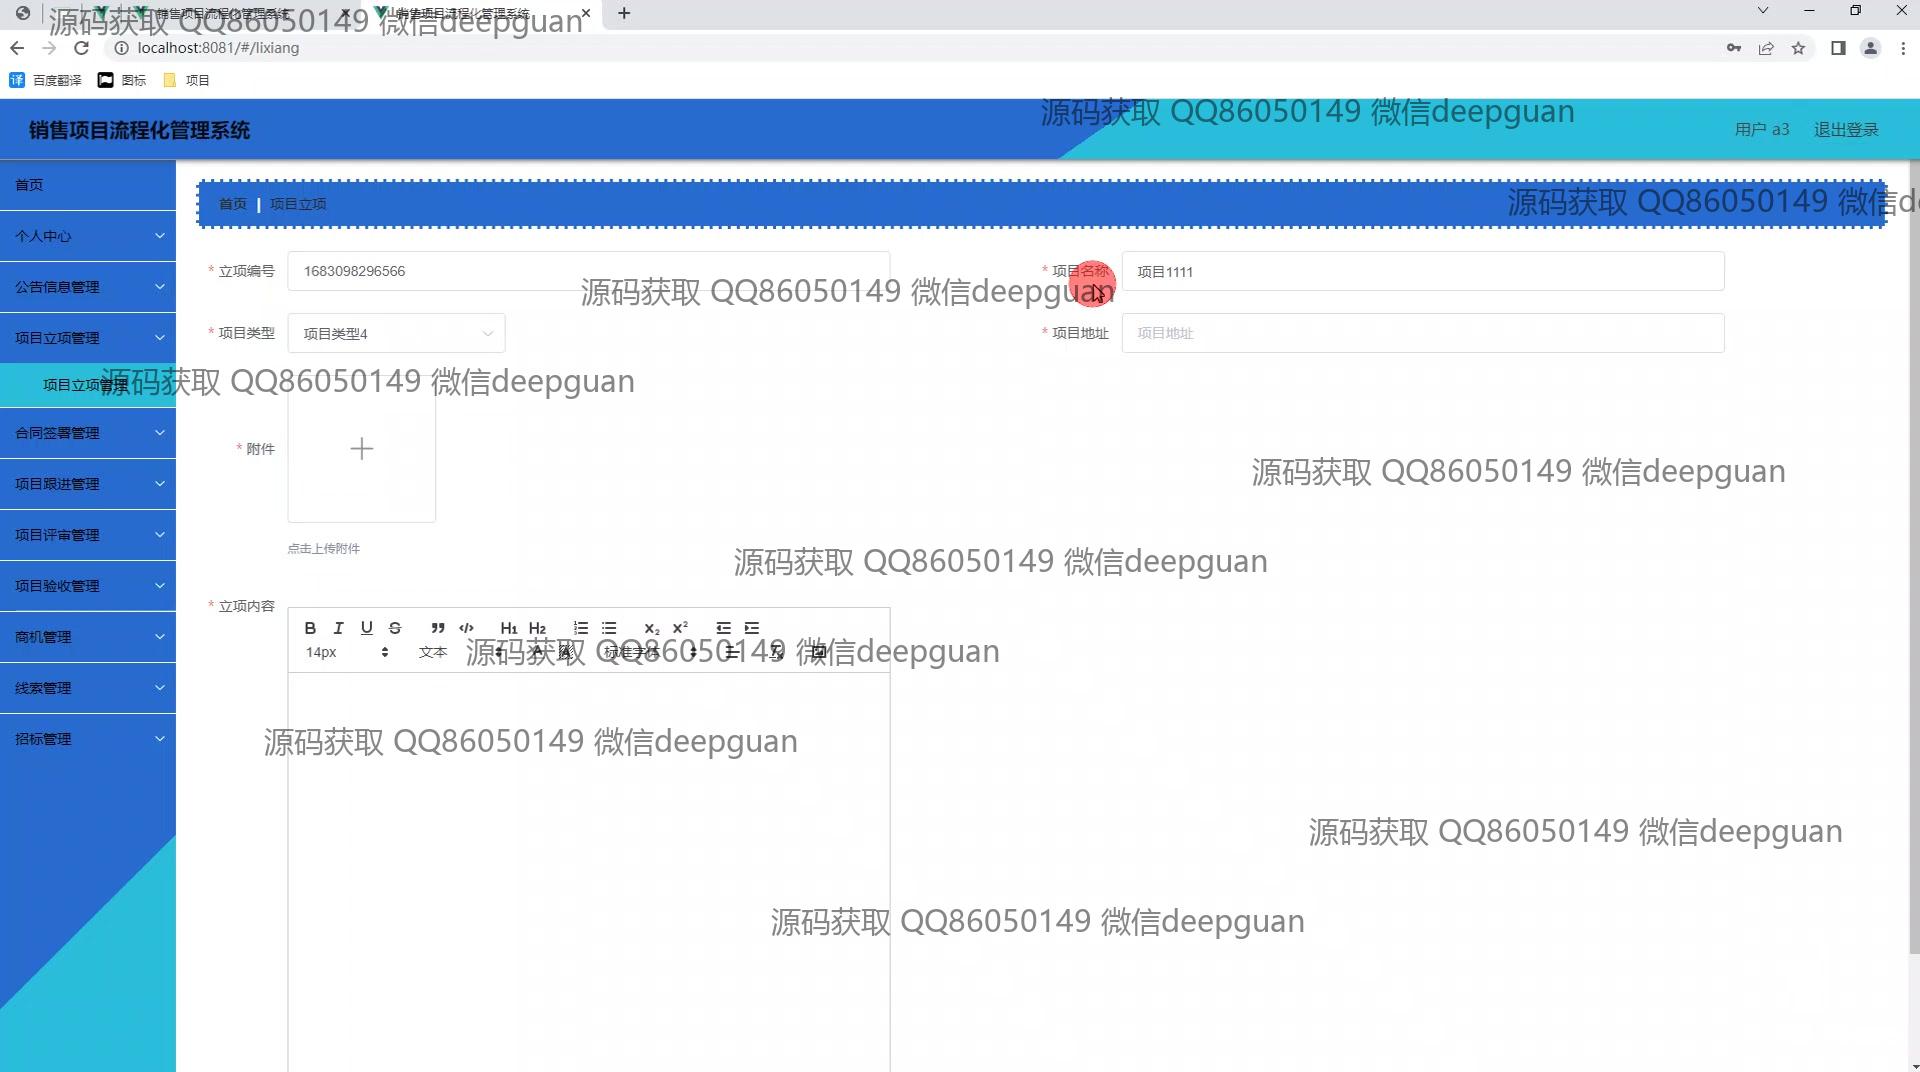 销售项目流程化管理系统
销售项目流程化管理系统
源码获取 QQ86050149 微信deepguan
localhost:8081/#/lixiang
百度翻译
图标
项目
销售项目流程化管理系统
源码获取 QQ86050149 微信deepguan
用户 a3
退出登录
首页
首页 | 项目立项
源码获取 QQ86050149 微信d
个人中心
公告信息管理
项目立项管理
项目立项管理
合同签署管理
项目跟进管理
项目评审管理
项目验收管理
商机管理
线索管理
招标管理
* 立项编号
1683098296566
* 项目名称
项目1111
源码获取 QQ86050149 微信deepguan
* 项目类型
项目类型4
* 项目地址
项目地址
源码获取 QQ86050149 微信deepguan
* 附件
点击上传附件
源码获取 QQ86050149 微信deepguan
源码获取 QQ86050149 微信deepguan
* 立项内容
B I U S H1 H2 X₂ X²
14px
文本
标准字体
源码获取 QQ86050149 微信deepguan
源码获取 QQ86050149 微信deepguan
源码获取 QQ86050149 微信deepguan
源码获取 QQ86050149 微信deepguan